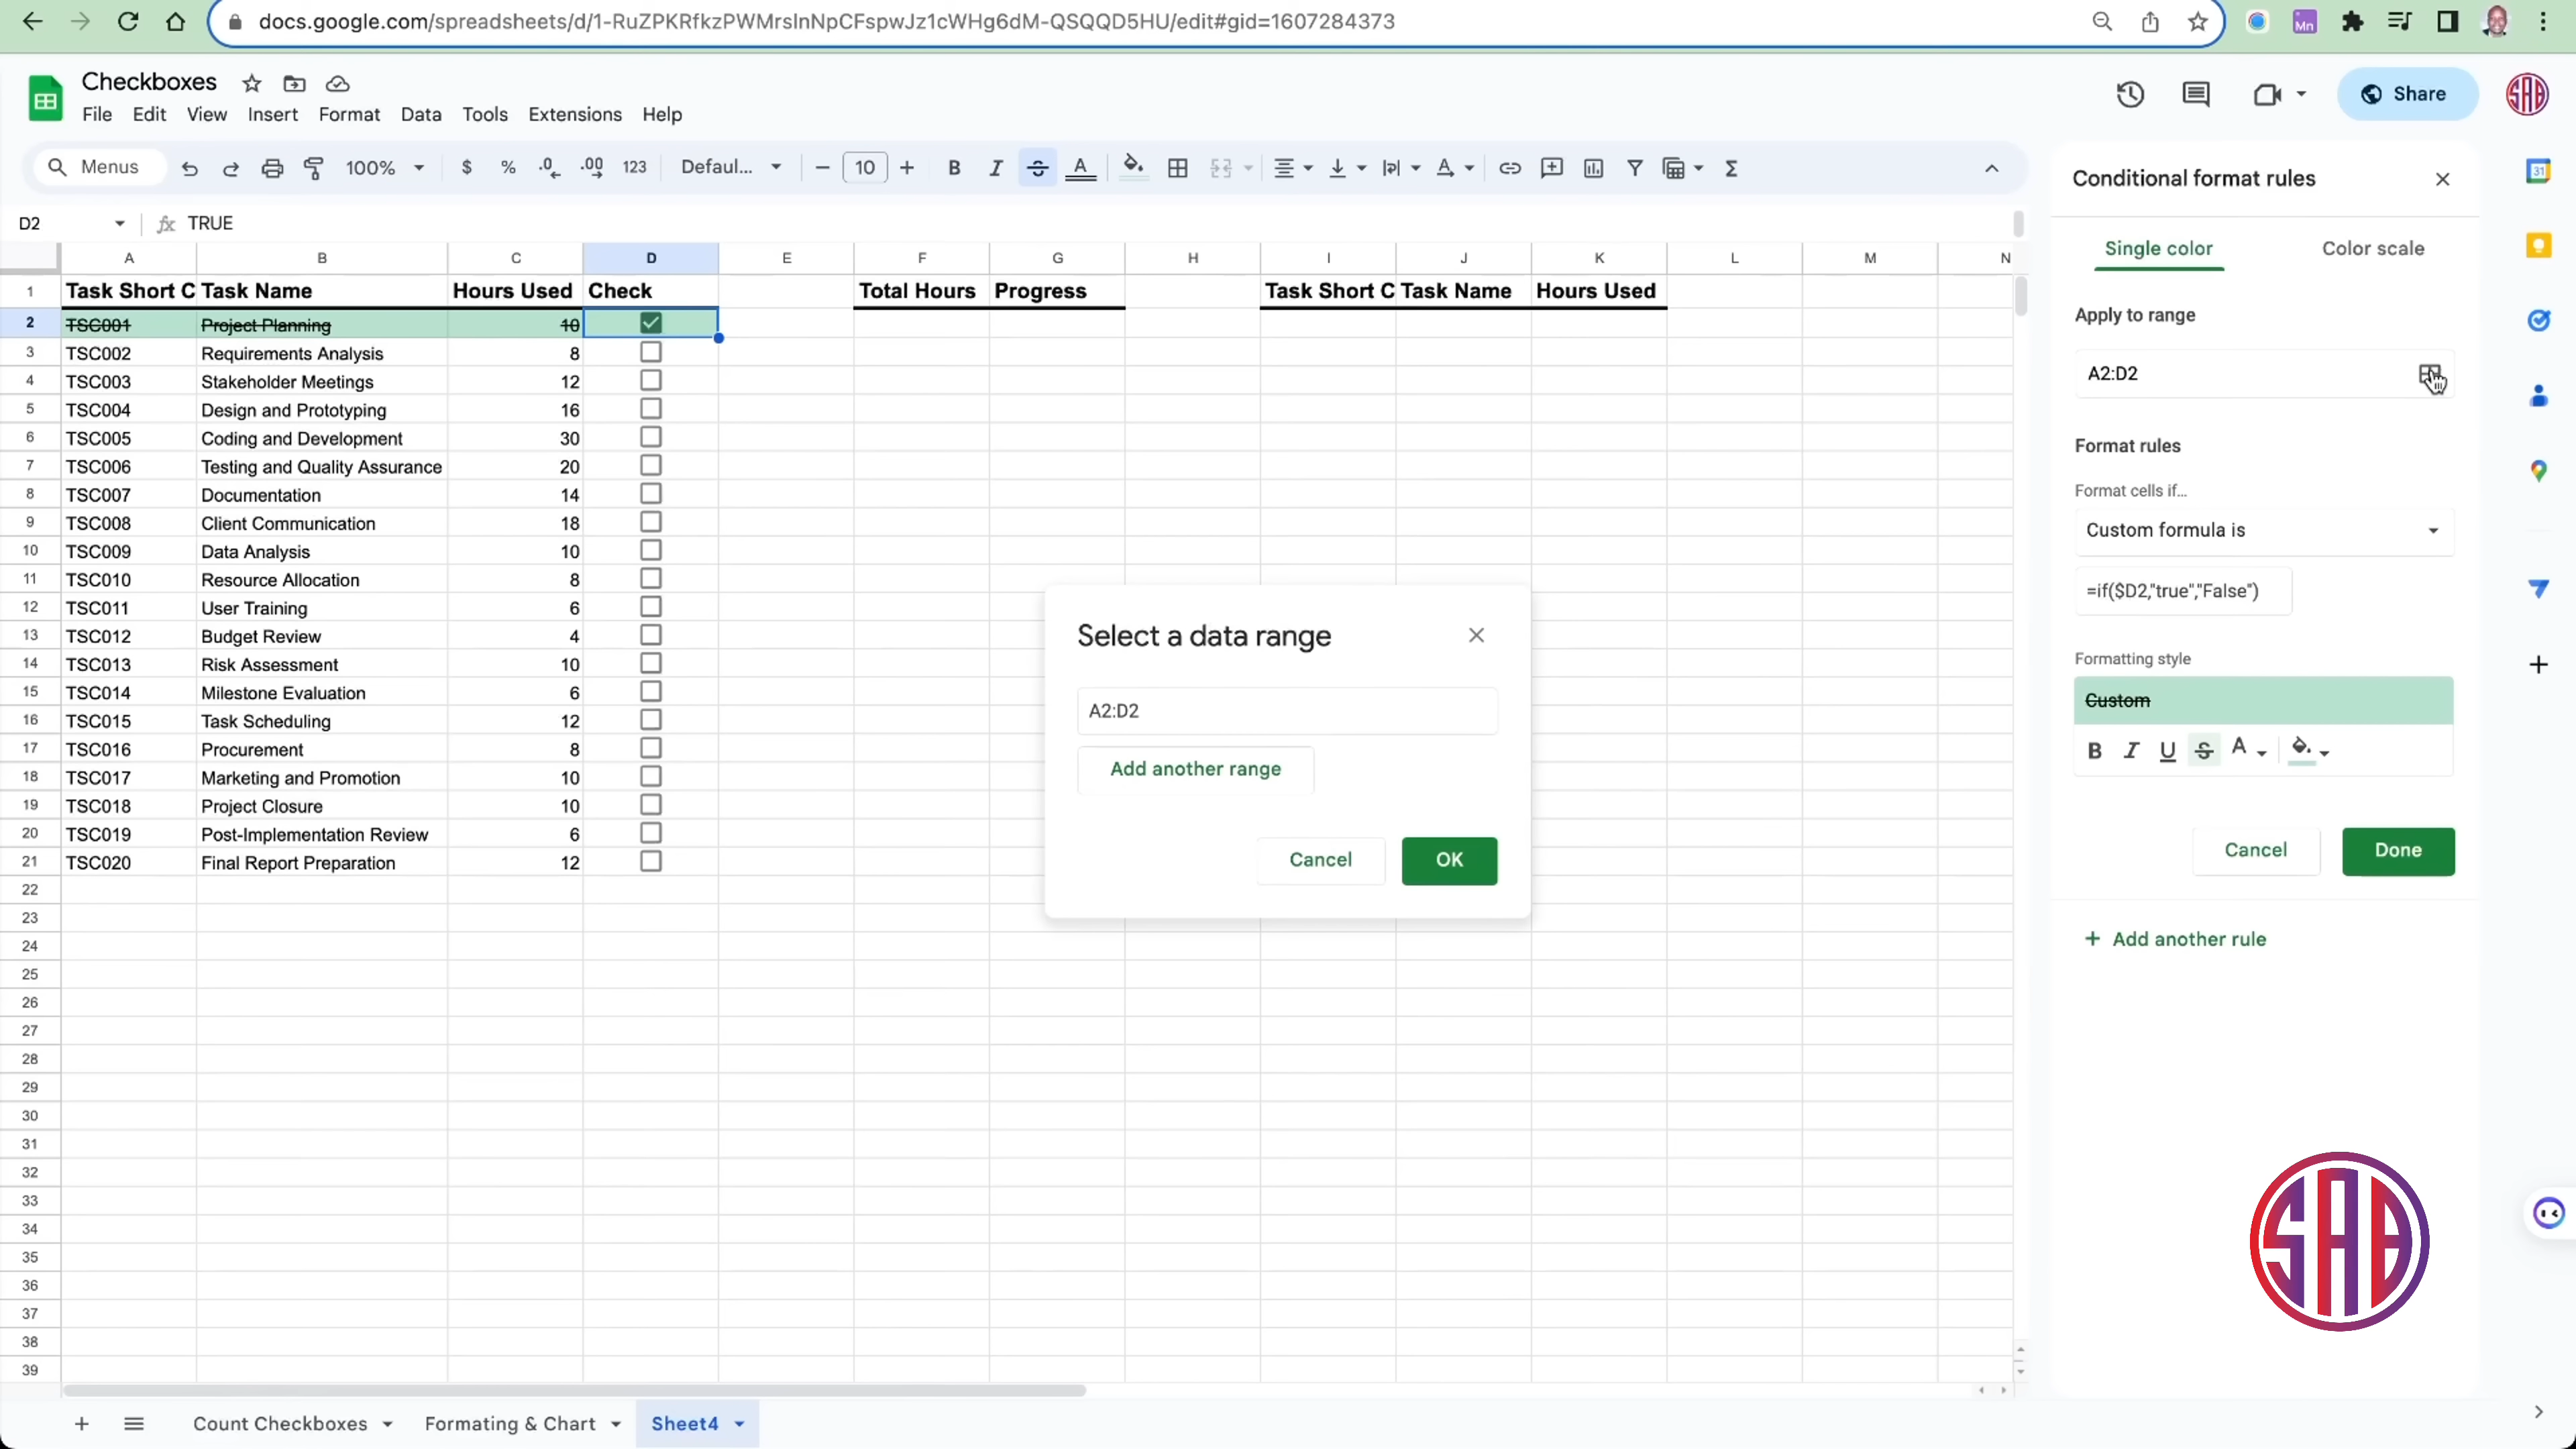 docs.google.com/spreadsheets/d/1-RuZPKRfkzPWMrsInNpCFspwJz1cWHg6dM-QSQQD5HU/edit#gid=1607284373
Mn
Checkboxes
File Edit View Insert Format Data Tools Extensions Help
Share
SAB
Menus 100% $ % .0 .00 123 Defaul... 10 B I S A Σ
D2 fx TRUE
A B C D E F G H I J K L M N
1 Task Short C Task Name Hours Used Check Total Hours Progress Task Short C Task Name Hours Used
2 TSC001 Project Planning 10
3 TSC002 Requirements Analysis 8
4 TSC003 Stakeholder Meetings 12
5 TSC004 Design and Prototyping 16
6 TSC005 Coding and Development 30
7 TSC006 Testing and Quality Assurance 20
8 TSC007 Documentation 14
9 TSC008 Client Communication 18
10 TSC009 Data Analysis 10
11 TSC010 Resource Allocation 8
12 TSC011 User Training 6
13 TSC012 Budget Review 4
14 TSC013 Risk Assessment 10
15 TSC014 Milestone Evaluation 6
16 TSC015 Task Scheduling 12
17 TSC016 Procurement 8
18 TSC017 Marketing and Promotion 10
19 TSC018 Project Closure 10
20 TSC019 Post-Implementation Review 6
21 TSC020 Final Report Preparation 12
22
23
24
25
26
27
28
29
30
31
32
33
34
35
36
37
38
39
Select a data range
A2:D2
Add another range
Cancel OK
Conditional format rules
Single color Color scale
Apply to range
A2:D2
Format rules
Format cells if...
Custom formula is
=if($D2,"true","False")
Formatting style
Custom
B I U S A
Cancel Done
+ Add another rule
31
SAB
Count Checkboxes Formating & Chart Sheet4